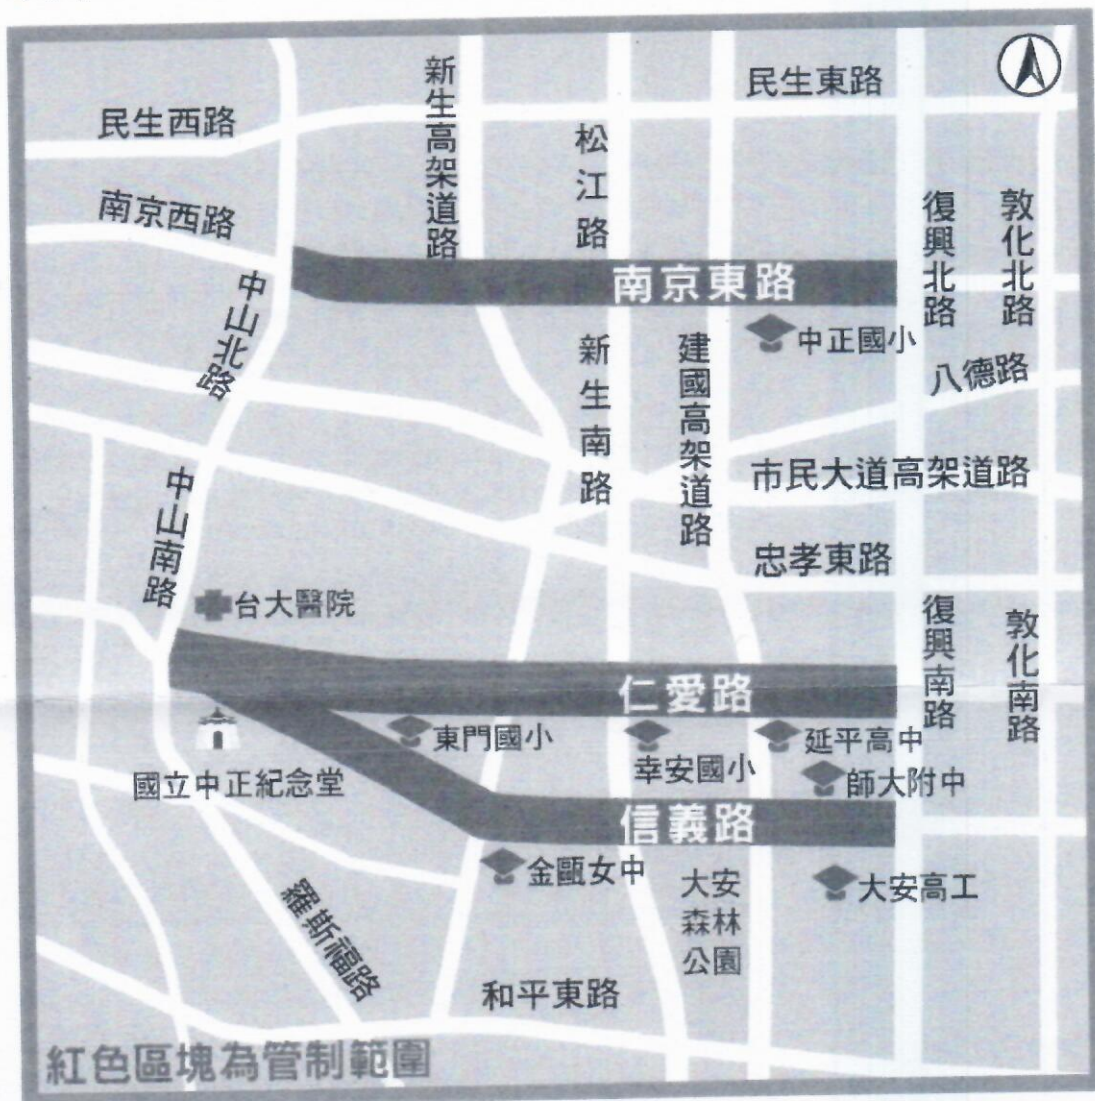 新生高架道路
民生東路
民生西路
松江路
南京西路
復興北路
敦化北路
南京東路
中山北路
中正國小
新生南路
建國高架道路
八德路
市民大道高架道路
中山南路
忠孝東路
台大醫院
復興南路
敦化南路
仁愛路
東門國小
幸安國小
延平高中
師大附中
國立中正紀念堂
信義路
金甌女中
大安
森林
公園
大安高工
羅斯福路
和平東路
紅色區塊為管制範圍